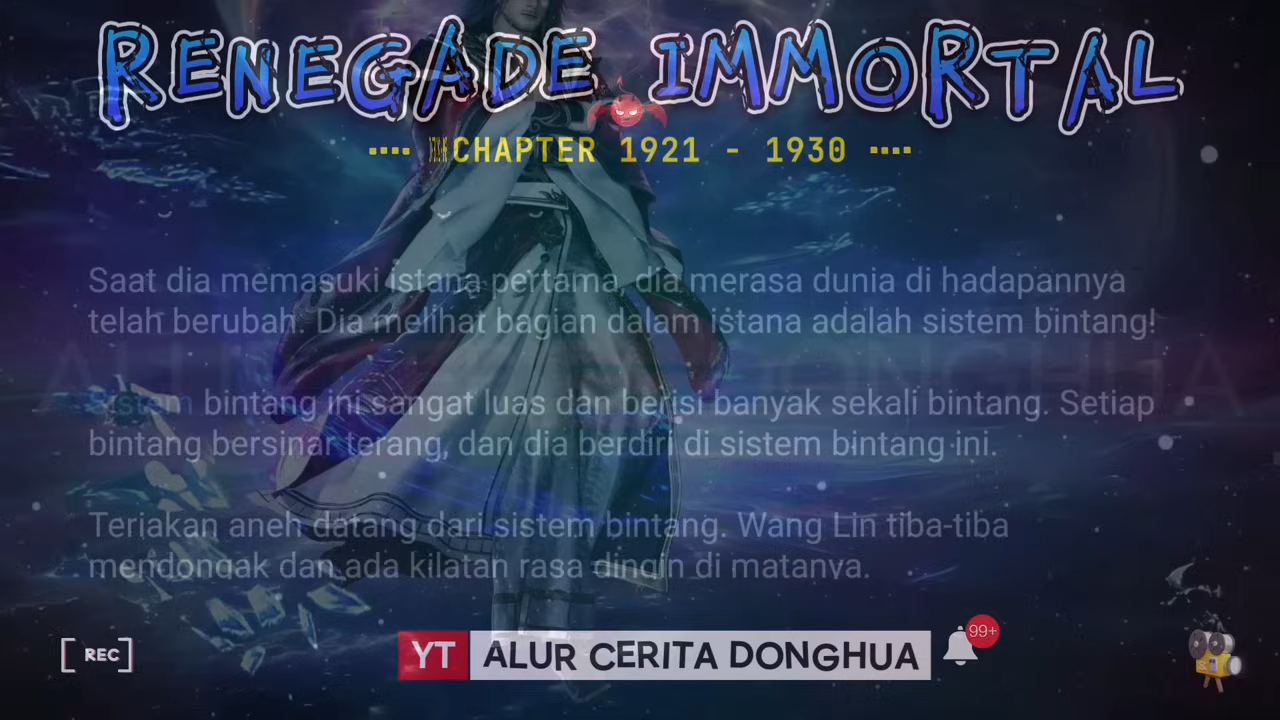 RENEGADE IMMORTAL
CHAPTER 1921 - 1930
Saat dia memasuki istana pertama, dia merasa dunia di hadapannya
telah berubah. Dia melihat bagian dalam istana adalah sistem bintang!
Sistem bintang ini sangat luas dan berisi banyak sekali bintang. Setiap
bintang bersinar terang, dan dia berdiri di sistem bintang ini.
Teriakan aneh datang dari sistem bintang. Wang Lin tiba-tiba
mendongak dan ada kilatan rasa dingin di matanya.
REC
YT ALUR CERITA DONGHUA
99+